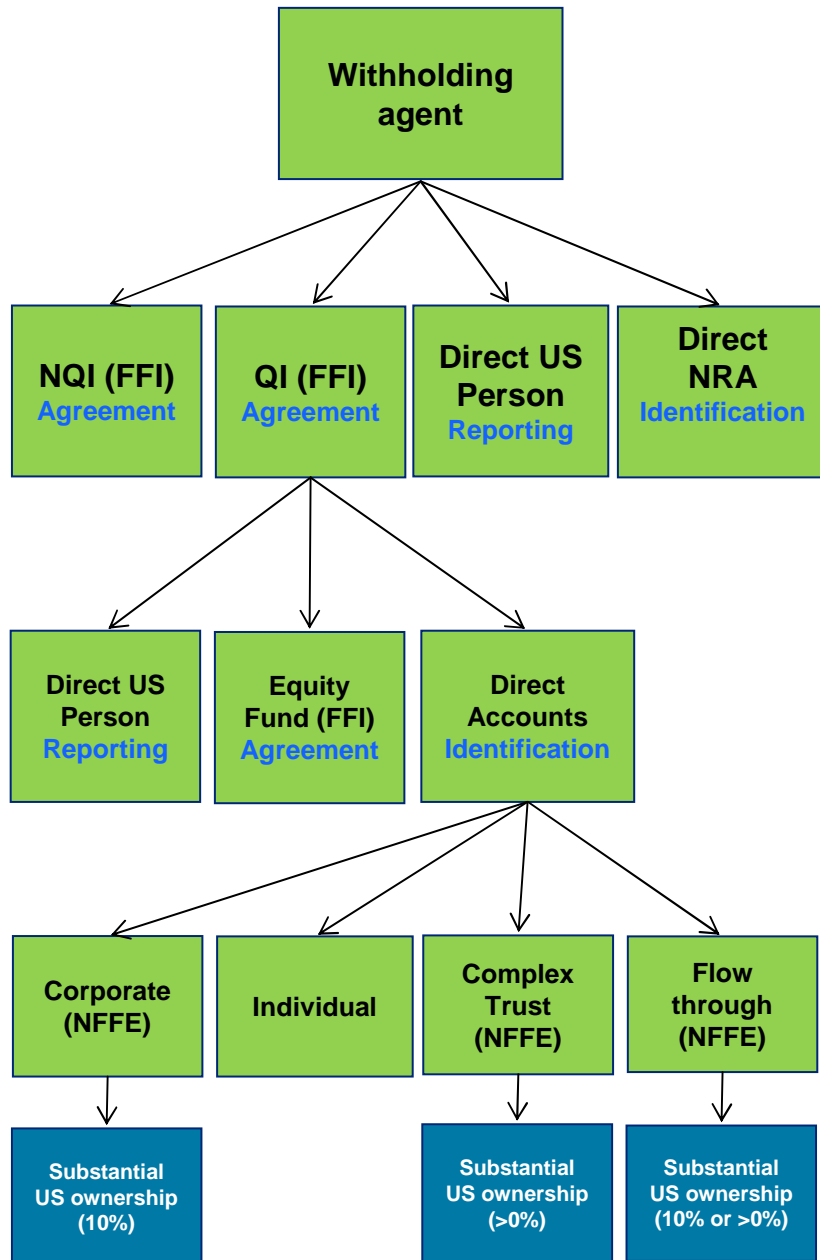 Withholding
agent
NQI (FFI)
Agreement
QI (FFI)
Agreement
Direct US
Person
Reporting
Direct
NRA
Identification
Direct US
Person
Reporting
Equity
Fund (FFI)
Agreement
Direct
Accounts
Identification
Corporate
(NFFE)
Individual
Complex
Trust
(NFFE)
Flow
through
(NFFE)
Substantial
US ownership
(10%)
Substantial
US ownership
(>0%)
Substantial
US ownership
(10% or >0%)